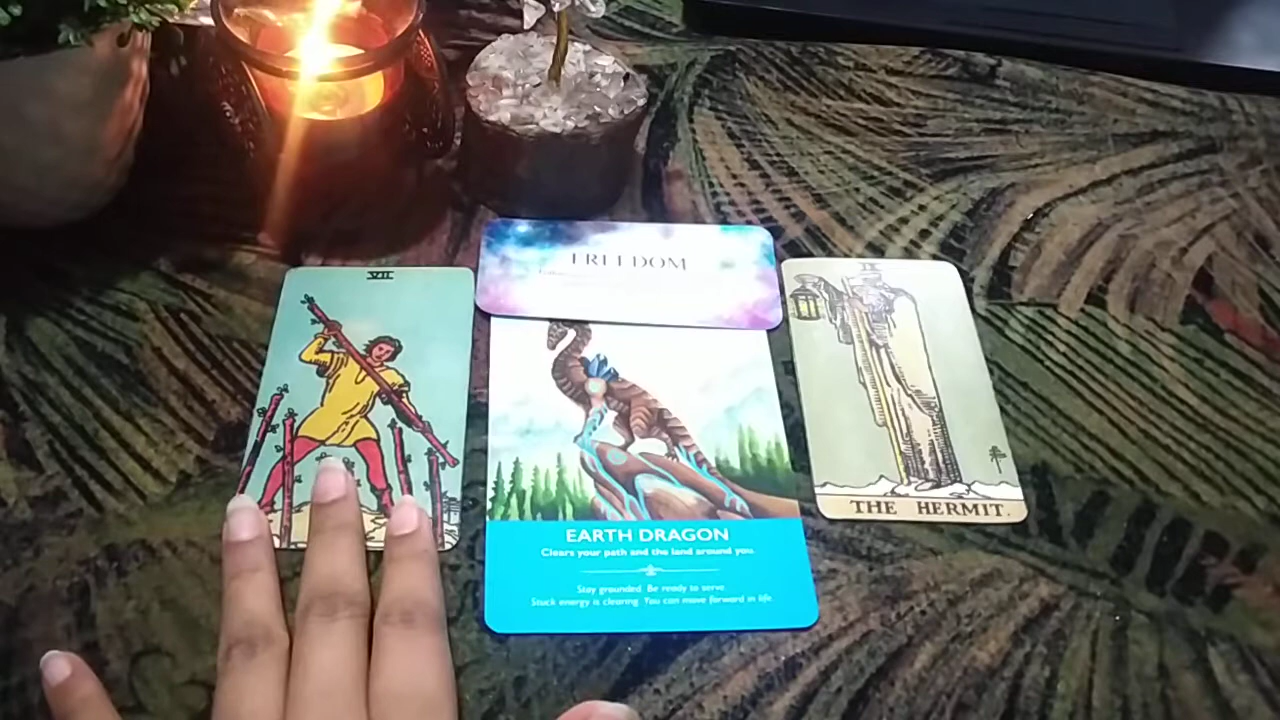 VII
FREEDOM
IX
THE HERMIT.
EARTH DRAGON
Clears your path and the land around you.
Stay grounded. Be ready to serve.
Stuck energy is clearing. You can move forward in life.